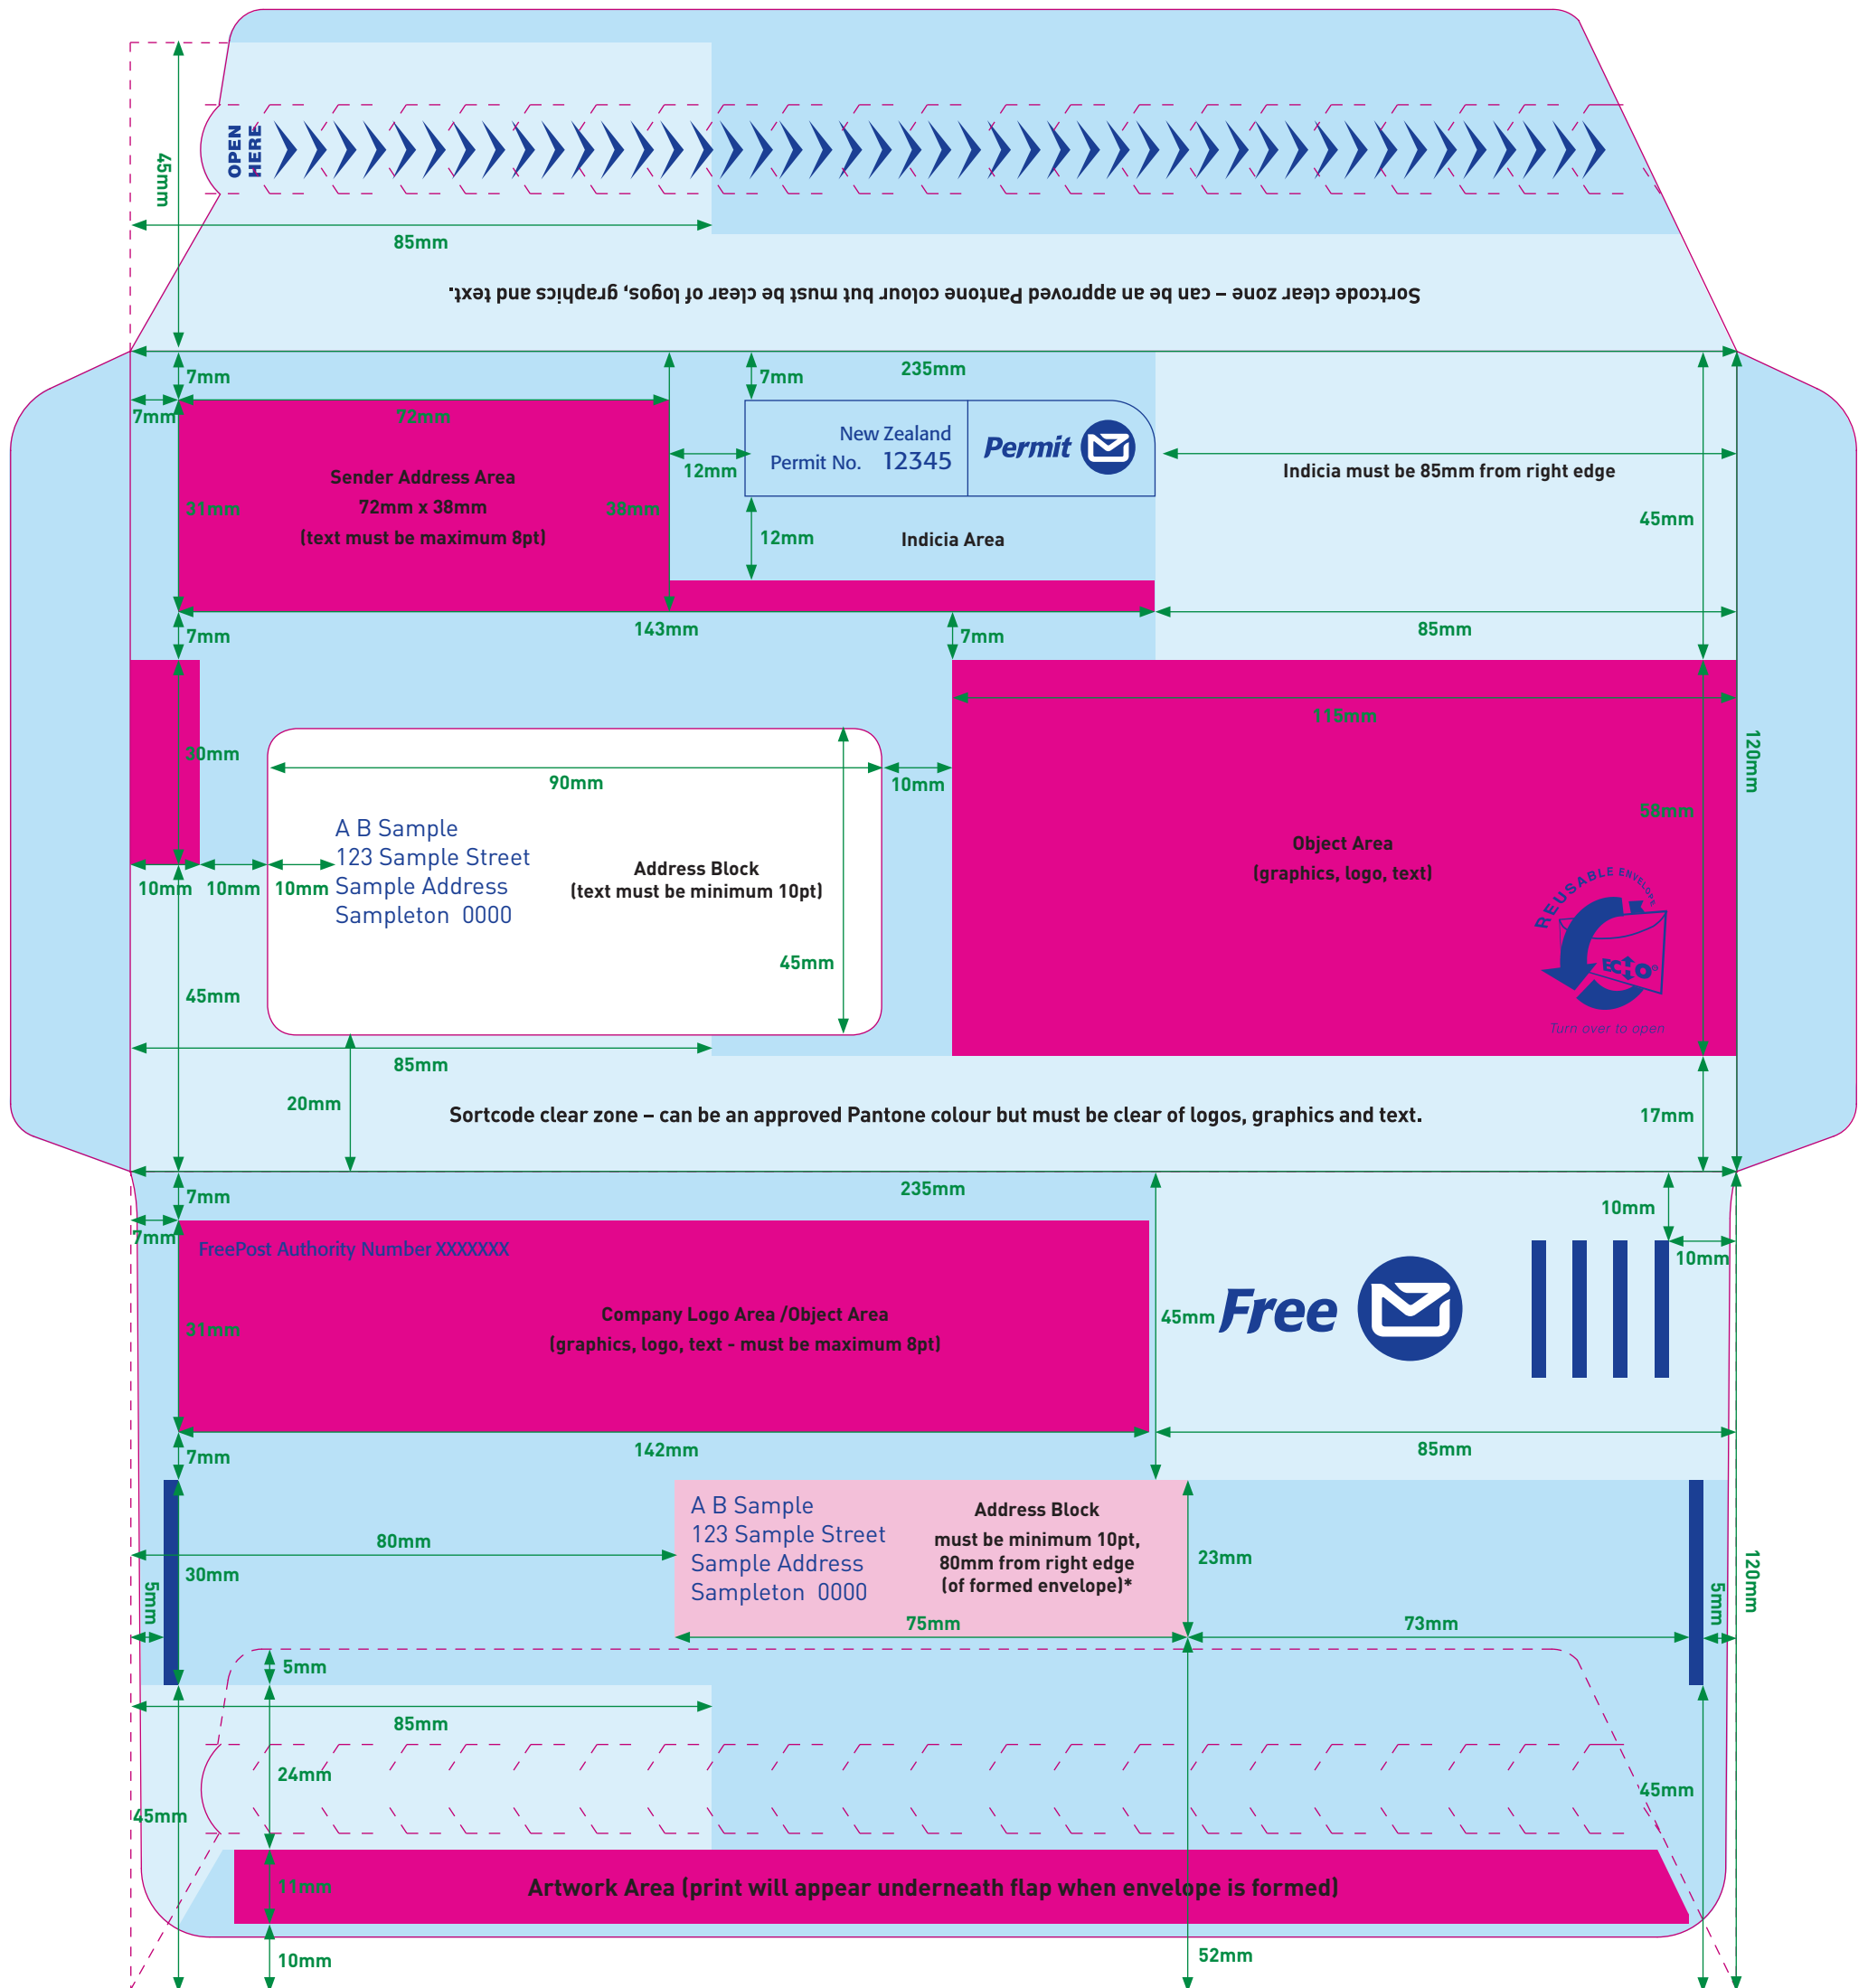 OPEN
HERE
45mm
85mm
Sortcode clear zone – can be an approved Pantone colour but must be clear of logos, graphics and text.
235mm
7mm
7mm
7mm
72mm
New Zealand
Permit No. 12345
Permit
12mm
Indicia must be 85mm from right edge
Sender Address Area
72mm x 38mm
(text must be maximum 8pt)
31mm
38mm
12mm
Indicia Area
45mm
143mm
85mm
7mm
7mm
115mm
30mm
90mm
10mm
120mm
58mm
A B Sample
123 Sample Street
Sample Address
Sampleton 0000
Address Block
(text must be minimum 10pt)
Object Area
(graphics, logo, text)
10mm
10mm
10mm
REUSABLE ENVELOPE
ECO
Turn over to open
45mm
45mm
85mm
20mm
Sortcode clear zone – can be an approved Pantone colour but must be clear of logos, graphics and text.
17mm
235mm
7mm
7mm
10mm
10mm
FreePost Authority Number XXXXXXX
Company Logo Area /Object Area
(graphics, logo, text - must be maximum 8pt)
31mm
45mm
Free
142mm
85mm
7mm
A B Sample
123 Sample Street
Sample Address
Sampleton 0000
Address Block
must be minimum 10pt,
80mm from right edge
(of formed envelope)*
80mm
23mm
30mm
5mm
5mm
120mm
75mm
73mm
5mm
85mm
24mm
45mm
45mm
11mm
Artwork Area (print will appear underneath flap when envelope is formed)
10mm
52mm